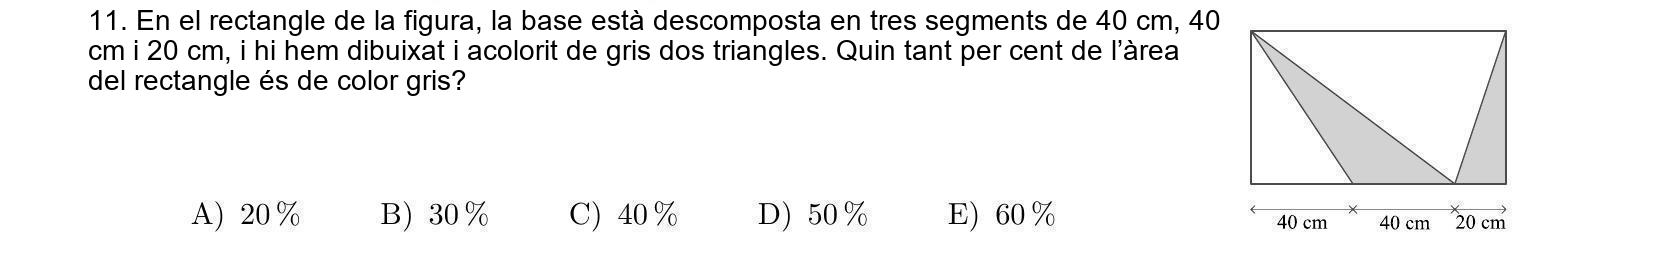 11. En el rectangle de la figura, la base està descomposta en tres segments de 40 cm, 40
cm i 20 cm, i hi hem dibuixat i acolorit de gris dos triangles. Quin tant per cent de l’àrea
del rectangle és de color gris?
A) 20 % B) 30 % C) 40 % D) 50 % E) 60 %
40 cm 40 cm 20 cm